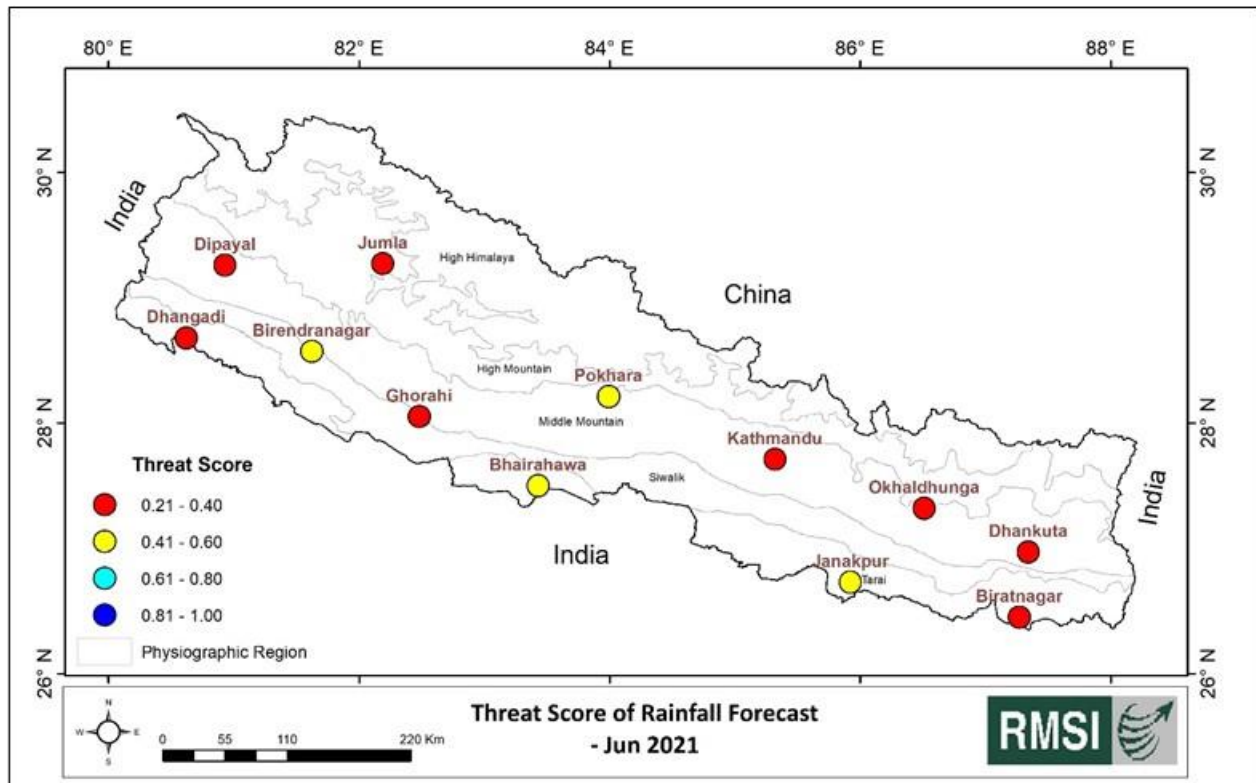 80° E 82° E 84° E 86° E 88° E
30° N
30° N
India
Dipayal
Jumla
High Himalaya
China
Dhangadi
Birendranagar
High Mountain
Pokhara
Ghorahi
Middle Mountain
28° N
28° N
Kathmandu
Bhairahawa
Siwalik
Okhaldhunga
India
Dhankuta
India
Janakpur
Tarai
Biratnagar
Threat Score
0.21 - 0.40
0.41 - 0.60
0.61 - 0.80
0.81 - 1.00
Physiographic Region
26° N
26° N
N
W E
S
0 55 110 220 Km
Threat Score of Rainfall Forecast
- Jun 2021
RMSI